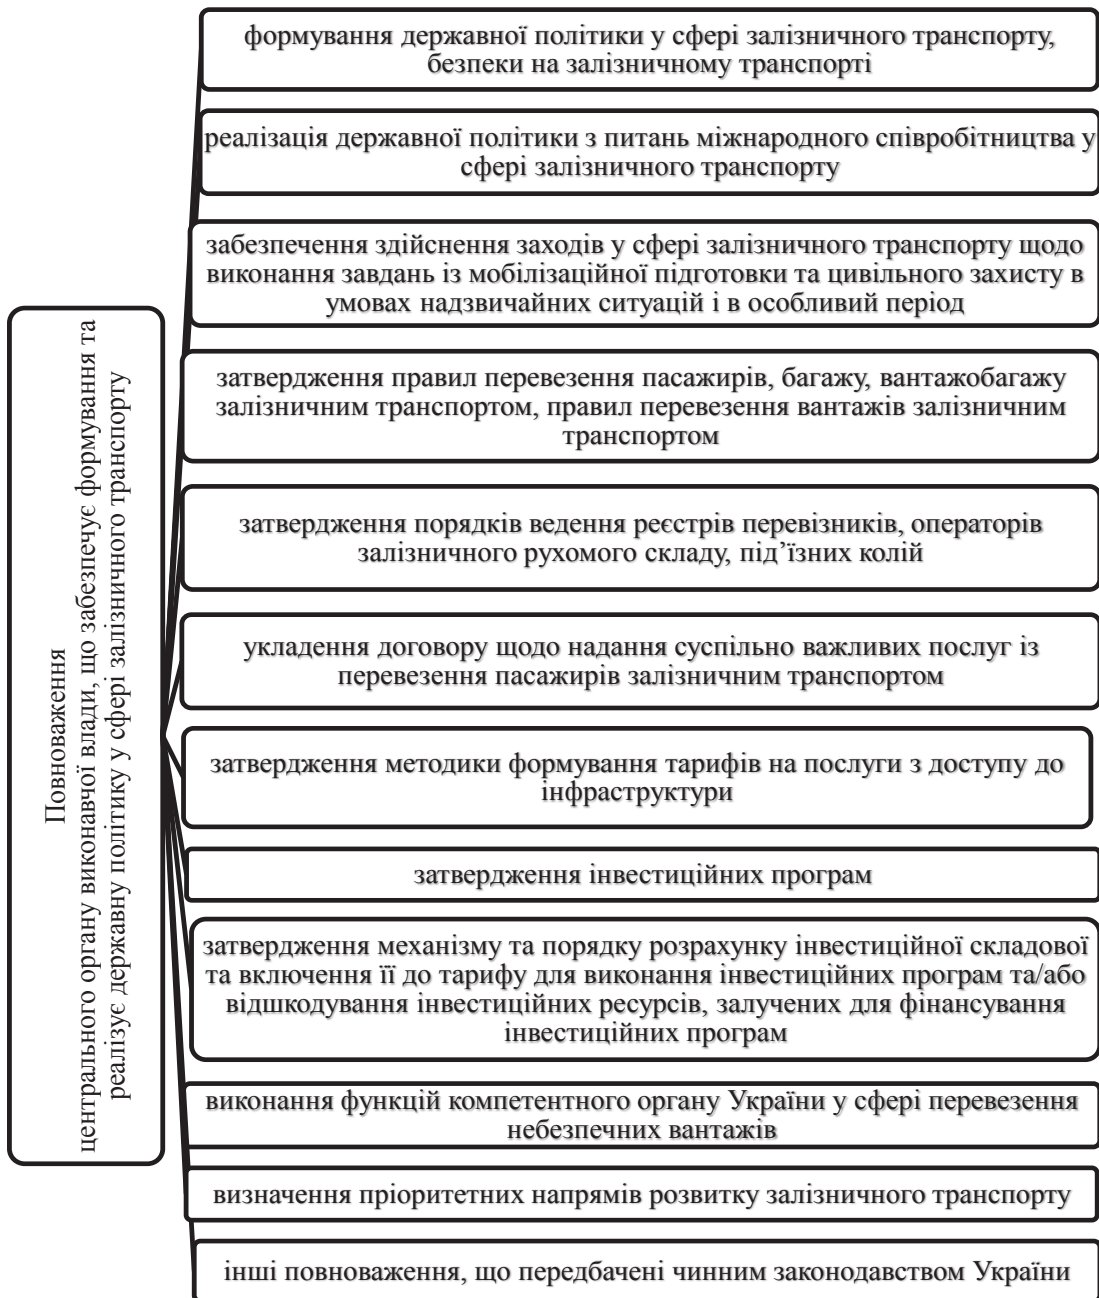 Повноваження
центрального органу виконавчої влади, що забезпечує формування та
реалізує державну політику у сфері залізничного транспорту
формування державної політики у сфері залізничного транспорту,
безпеки на залізничному транспорті
реалізація державної політики з питань міжнародного співробітництва у
сфері залізничного транспорту
забезпечення здійснення заходів у сфері залізничного транспорту щодо
виконання завдань із мобілізаційної підготовки та цивільного захисту в
умовах надзвичайних ситуацій і в особливий період
затвердження правил перевезення пасажирів, багажу, вантажобагажу
залізничним транспортом, правил перевезення вантажів залізничним
транспортом
затвердження порядків ведення реєстрів перевізників, операторів
залізничного рухомого складу, під’їзних колій
укладення договору щодо надання суспільно важливих послуг із
перевезення пасажирів залізничним транспортом
затвердження методики формування тарифів на послуги з доступу до
інфраструктури
затвердження інвестиційних програм
затвердження механізму та порядку розрахунку інвестиційної складової
та включення її до тарифу для виконання інвестиційних програм та/або
відшкодування інвестиційних ресурсів, залучених для фінансування
інвестиційних програм
виконання функцій компетентного органу України у сфері перевезення
небезпечних вантажів
визначення пріоритетних напрямів розвитку залізничного транспорту
інші повноваження, що передбачені чинним законодавством України